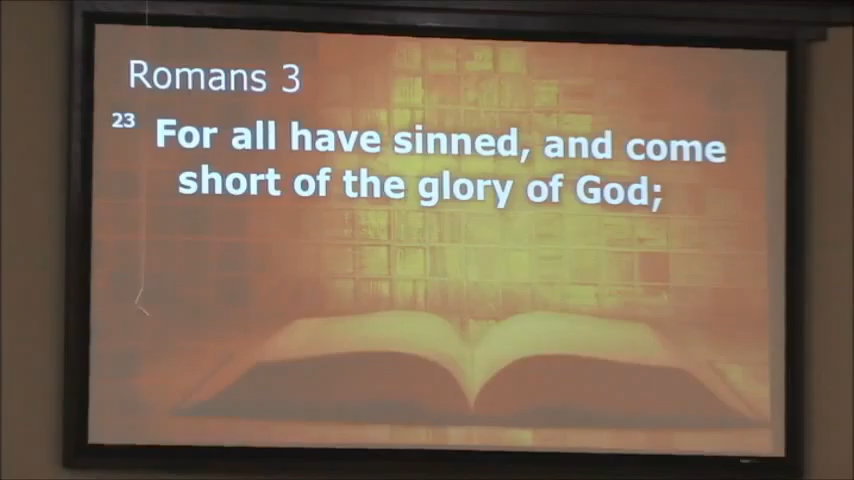 Romans 3
23 For all have sinned, and come
short of the glory of God;